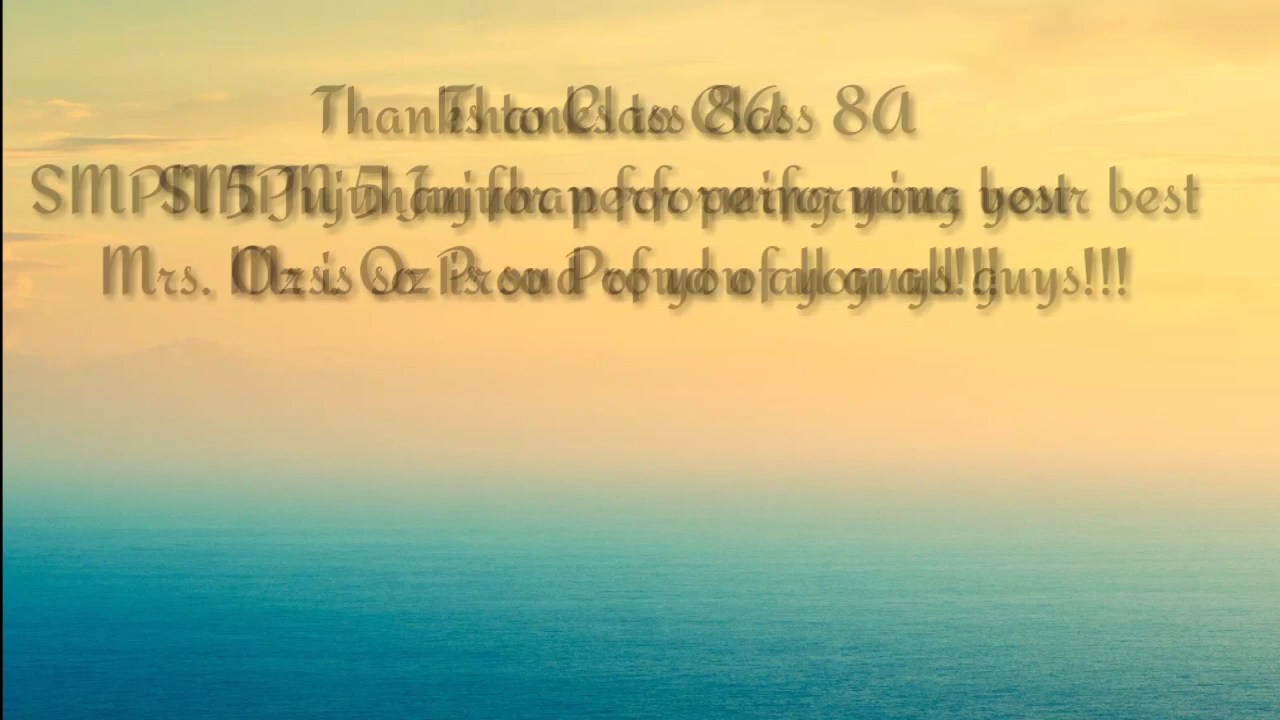 Thanks to Class 8A
SMPN 5 Jujuhan for performing your best
Mrs. Oz is so Proud of you all guys!!!